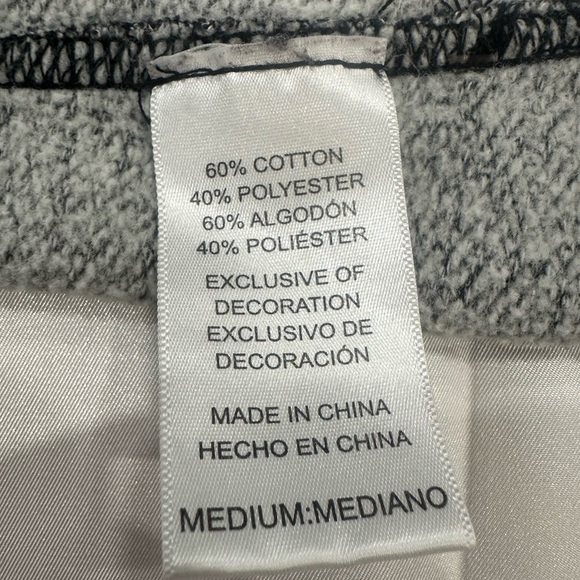 60% COTTON
40% POLYESTER
60% ALGODÓN
40% POLIÉSTER
EXCLUSIVE OF
DECORATION
EXCLUSIVO DE
DECORACIÓN
MADE IN CHINA
HECHO EN CHINA
MEDIUM:MEDIANO